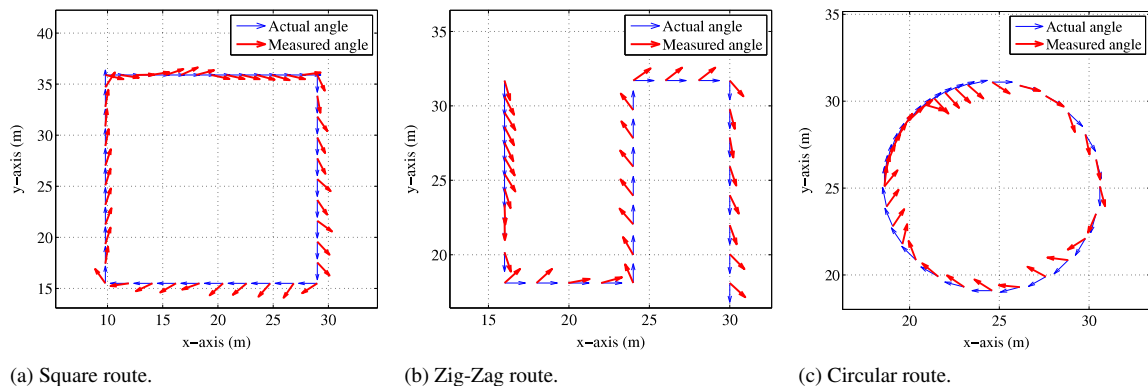 Actual angle
Measured angle
40
35
30
25
20
15
y-axis (m)
10 15 20 25 30
x-axis (m)
(a) Square route.
Actual angle
Measured angle
35
30
25
20
y-axis (m)
15 20 25 30
x-axis (m)
(b) Zig-Zag route.
Actual angle
Measured angle
35
30
25
20
y-axis (m)
20 25 30
x-axis (m)
(c) Circular route.